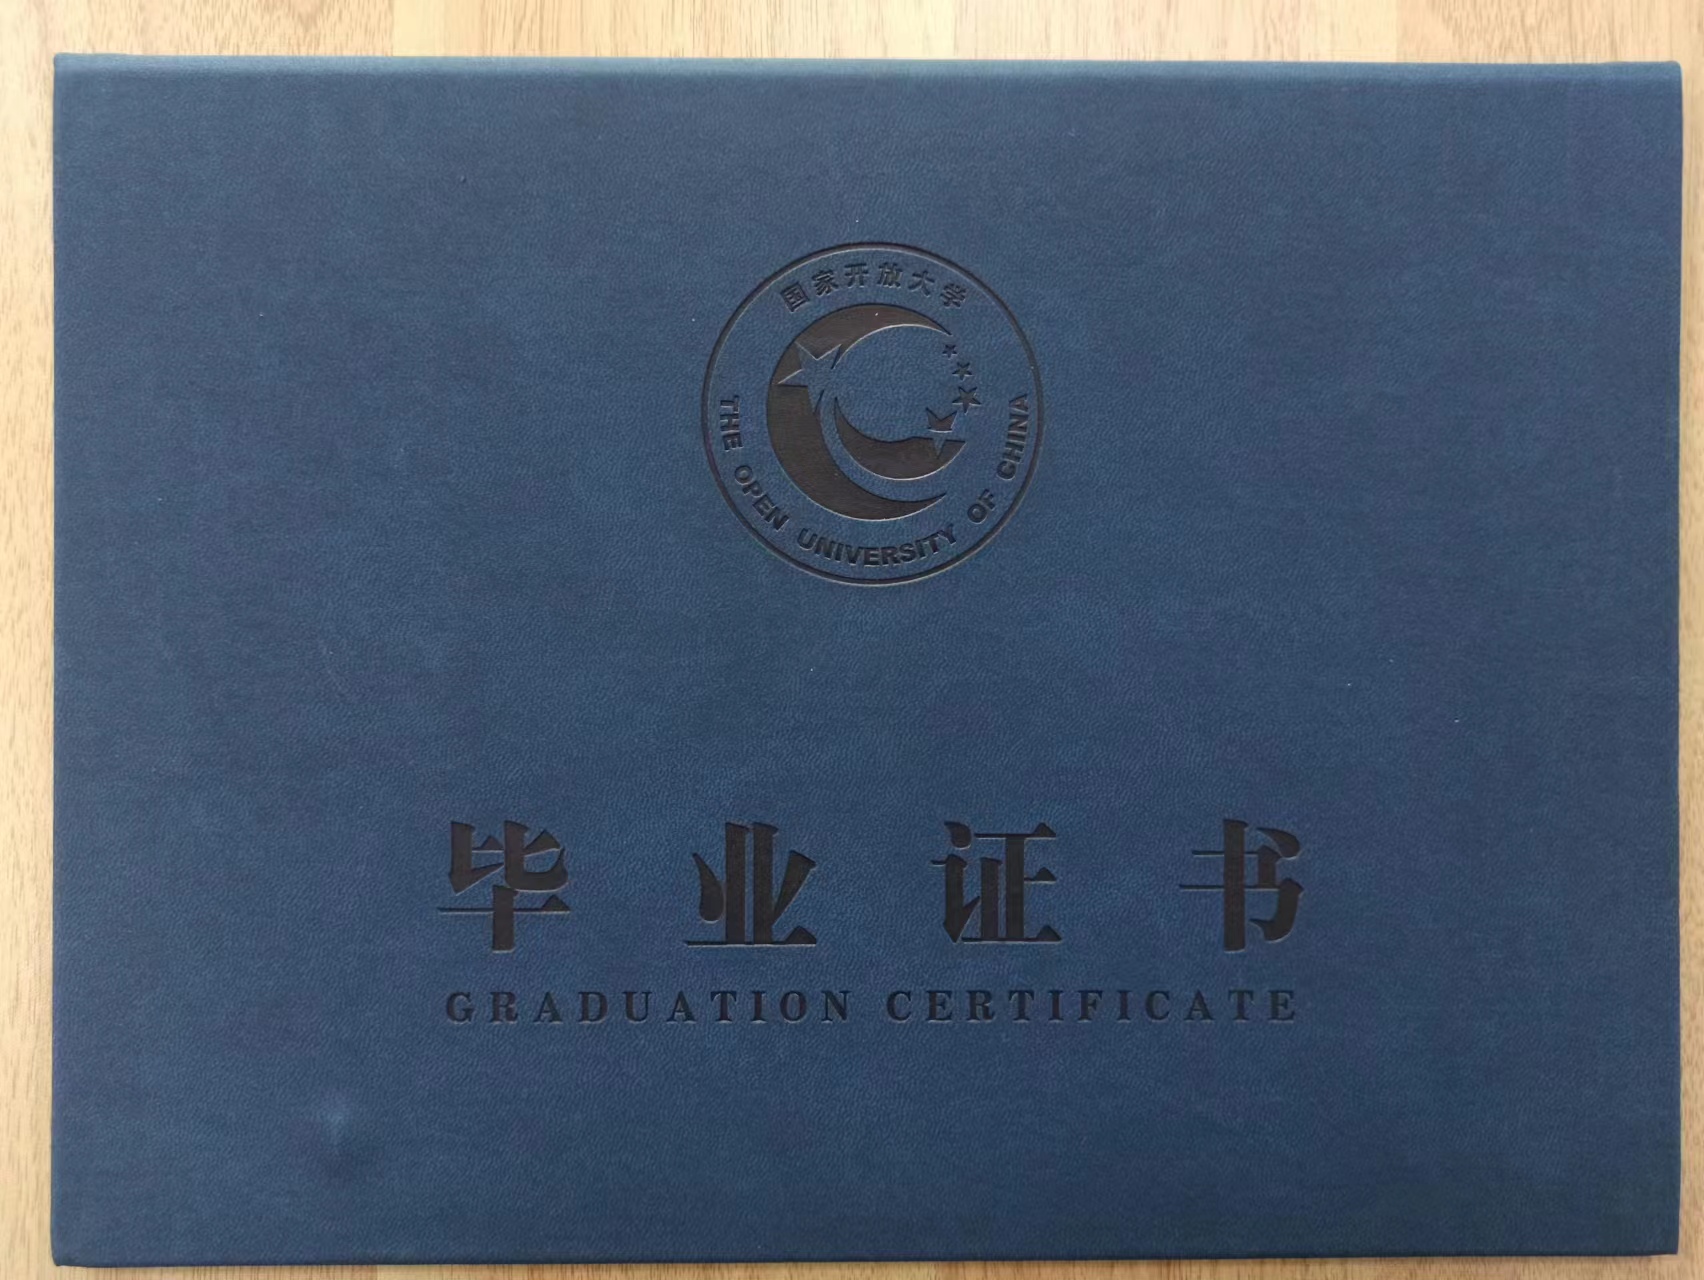 国家开放大学
THE OPEN UNIVERSITY OF CHINA
毕业证书
GRADUATION CERTIFICATE